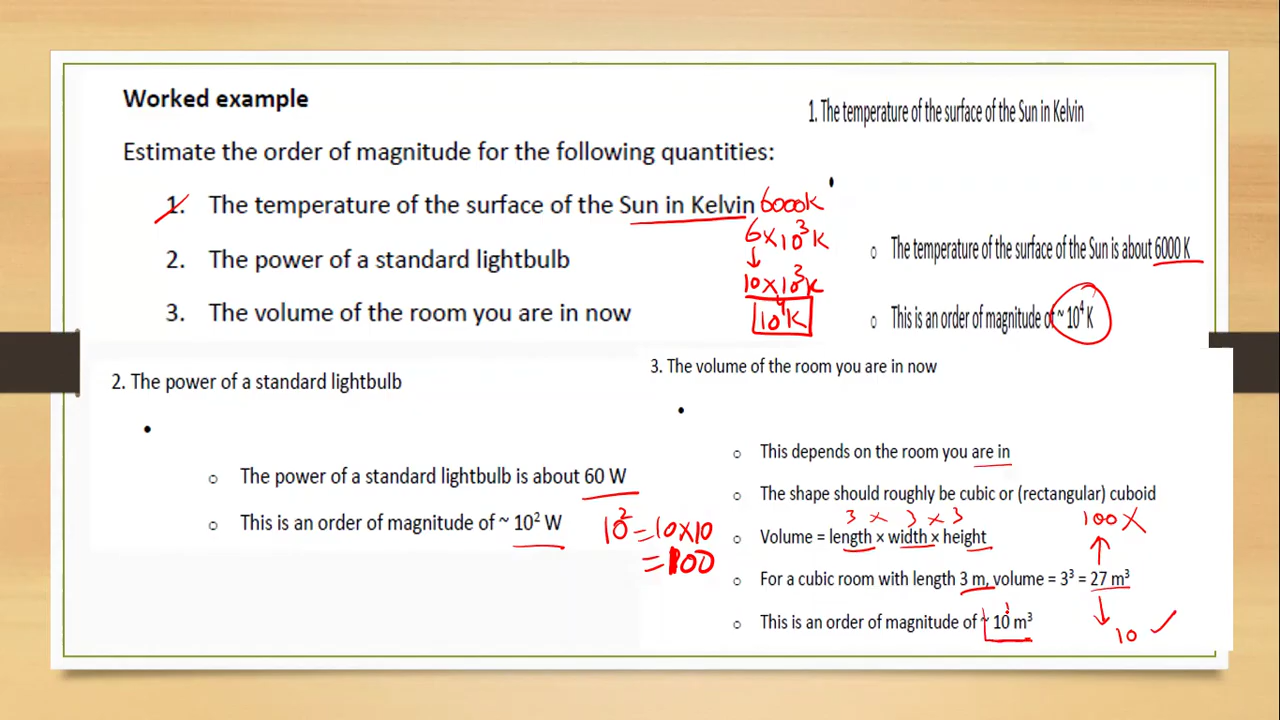 Worked example
Estimate the order of magnitude for the following quantities:
1. The temperature of the surface of the Sun in Kelvin 6000K
6×10³ K
↓
10×10³ K
10⁴ K
2. The power of a standard lightbulb
3. The volume of the room you are in now
1. The temperature of the surface of the Sun in Kelvin
•
o The temperature of the surface of the Sun is about 6000 K
o This is an order of magnitude of ~ 10⁴ K
2. The power of a standard lightbulb
•
o The power of a standard lightbulb is about 60 W
o This is an order of magnitude of ~ 10² W
10² = 10×10
= 100
3. The volume of the room you are in now
•
o This depends on the room you are in
o The shape should roughly be cubic or (rectangular) cuboid
3 × 3 × 3
100 ×
o Volume = length × width × height
↑
o For a cubic room with length 3 m, volume = 3³ = 27 m³
↓
o This is an order of magnitude of ~ 10¹ m³
10 ✓